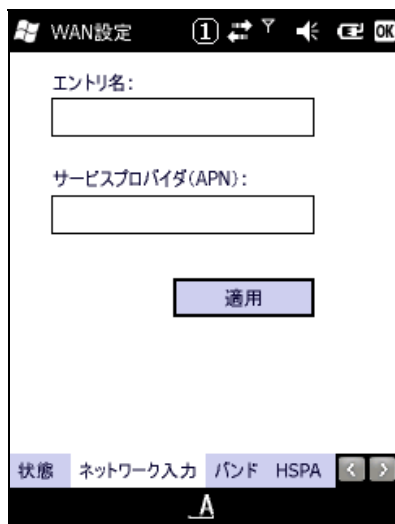 WAN設定 1 OK
エントリ名:
サービスプロバイダ(APN):
適用
状態 ネットワーク入力 バンド HSPA < >
A